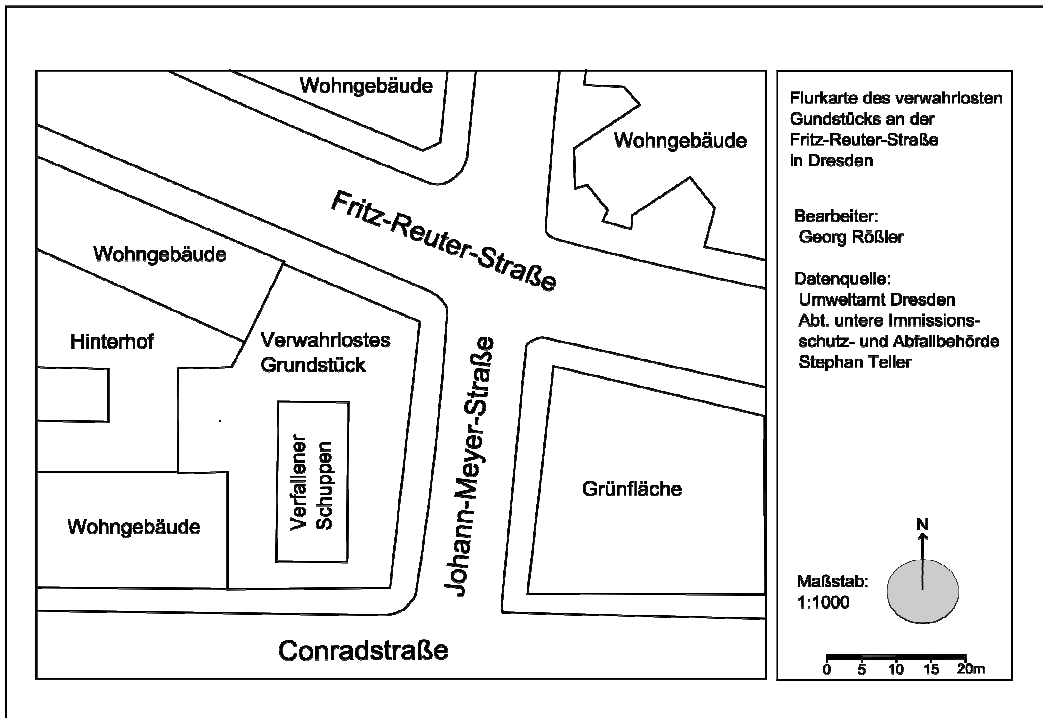 Wohngebäude
Wohngebäude
Fritz-Reuter-Straße
Wohngebäude
Hinterhof
Verwahrlostes
Grundstück
Verfallener
Schuppen
Johann-Meyer-Straße
Grünfläche
Wohngebäude
Conradstraße
Flurkarte des verwahrlosten
Gundstücks an der
Fritz-Reuter-Straße
in Dresden
Bearbeiter:
Georg Rößler
Datenquelle:
Umweltamt Dresden
Abt. untere Immissions-
schutz- und Abfallbehörde
Stephan Teller
N
Maßstab:
1:1000
0 5 10 15 20m